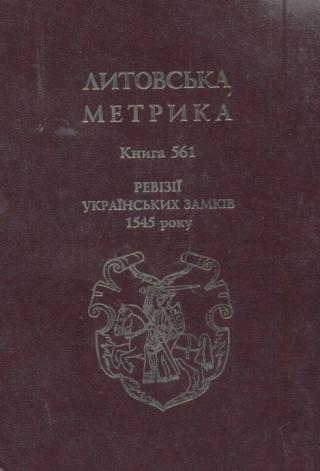 ЛИТОВСЬКА
МЕТРИКА
Книга 561
РЕВІЗІЇ
УКРАЇНСЬКИХ ЗАМКІВ
1545 року